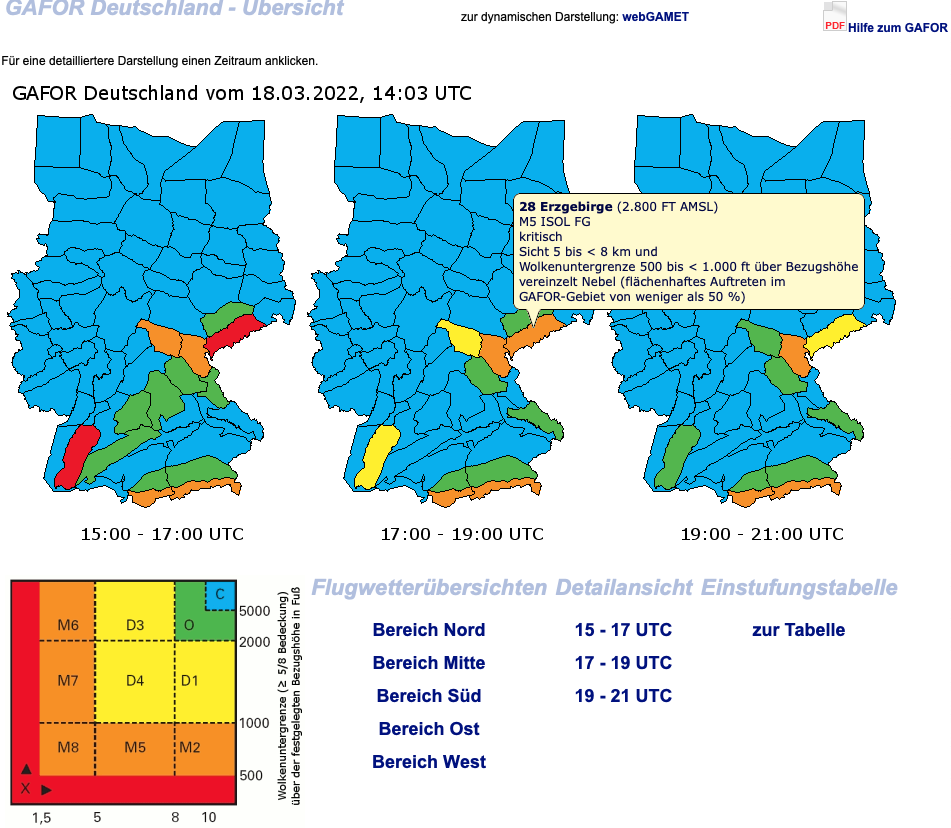 GAFOR Deutschland - Übersicht
zur dynamischen Darstellung: webGAMET
PDF Hilfe zum GAFOR
Für eine detailliertere Darstellung einen Zeitraum anklicken.
GAFOR Deutschland vom 18.03.2022, 14:03 UTC
28 Erzgebirge (2.800 FT AMSL)
M5 ISOL FG
kritisch
Sicht 5 bis < 8 km und
Wolkenuntergrenze 500 bis < 1.000 ft über Bezugshöhe
vereinzelt Nebel (flächenhaftes Auftreten im
GAFOR-Gebiet von weniger als 50 %)
15:00 - 17:00 UTC
17:00 - 19:00 UTC
19:00 - 21:00 UTC
C
5000
M6 D3 O
2000
M7 D4 D1
1000
M8 M5 M2
500
X
1,5 5 8 10
Wolkenuntergrenze (≥ 5/8 Bedeckung)
über der festgelegten Bezugshöhe in Fuß
Flugwetterübersichten Detailansicht Einstufungstabelle
Bereich Nord 15 - 17 UTC zur Tabelle
Bereich Mitte 17 - 19 UTC
Bereich Süd 19 - 21 UTC
Bereich Ost
Bereich West